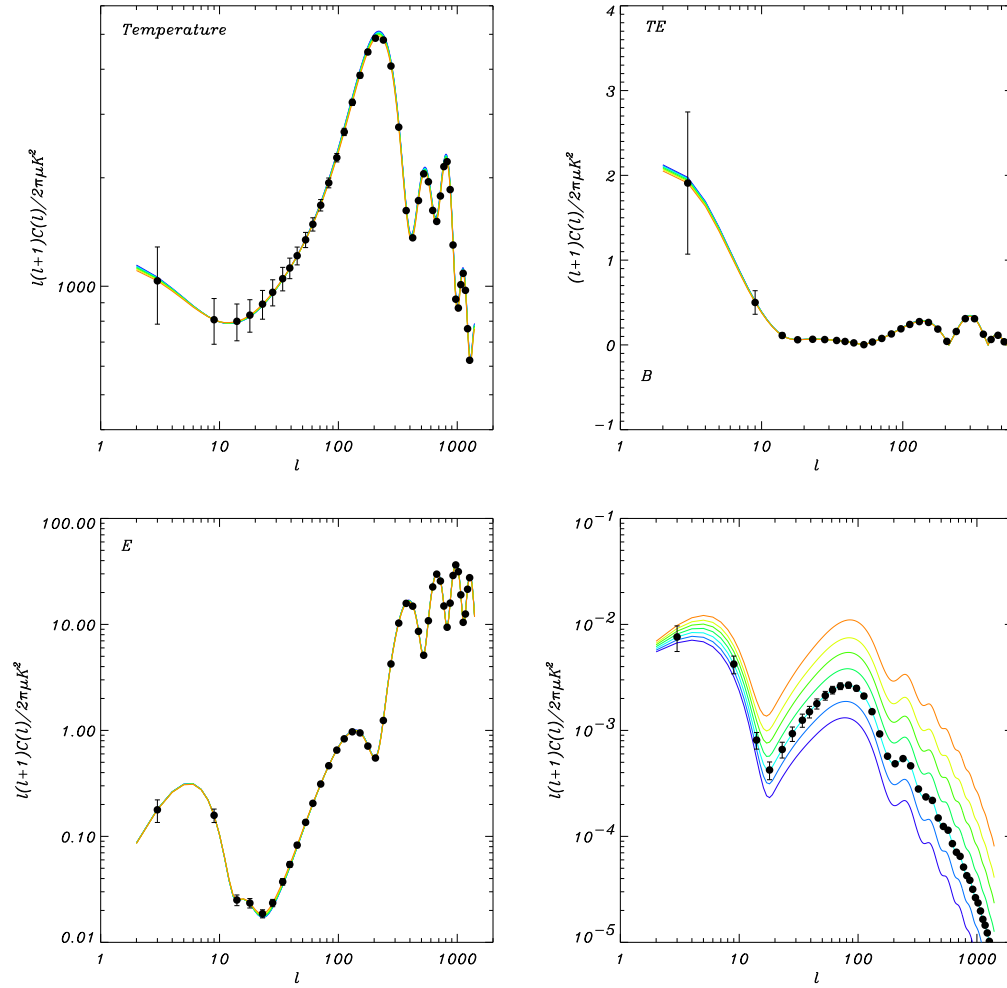 Temperature
l(l+1)C(l)/2πμK²
1000
1
10
100
1000
l
TE
(l+1)C(l)/2πμK²
4
3
2
1
0
−1
B
1
10
100
l
E
l(l+1)C(l)/2πμK²
100.00
10.00
1.00
0.10
0.01
1
10
100
1000
l
l(l+1)C(l)/2πμK²
10⁻¹
10⁻²
10⁻³
10⁻⁴
10⁻⁵
1
10
100
1000
l